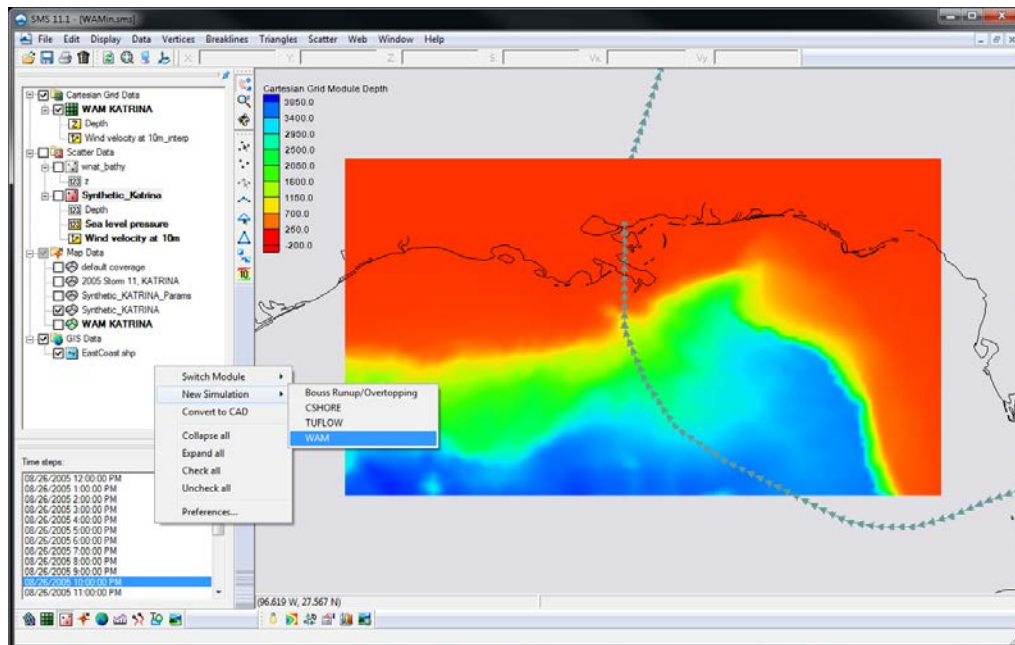 SMS 11.1 - [WAMin.sms]
File Edit Display Data Vertices Breaklines Triangles Scatter Web Window Help
X: Y: Z: S: Vx: Vy:
Cartesian Grid Data
WAM KATRINA
Depth
Wind velocity at 10m_interp
Scatter Data
wnat_bathy
z
Synthetic_Katrina
Depth
Sea level pressure
Wind velocity at 10m
Map Data
default coverage
2005 Storm 11, KATRINA
Synthetic_KATRINA_Params
Synthetic_KATRINA
WAM KATRINA
GIS Data
EastCoast.shp
Cartesian Grid Module Depth
3850.0
3400.0
2950.0
2500.0
2050.0
1600.0
1150.0
700.0
250.0
-200.0
Switch Module
New Simulation
Convert to CAD
Collapse all
Expand all
Check all
Uncheck all
Preferences...
Bouss Runup/Overtopping
CSHORE
TUFLOW
WAM
Time steps:
08/26/2005 12:00:00 PM
08/26/2005 1:00:00 PM
08/26/2005 2:00:00 PM
08/26/2005 3:00:00 PM
08/26/2005 4:00:00 PM
08/26/2005 5:00:00 PM
08/26/2005 6:00:00 PM
08/26/2005 7:00:00 PM
08/26/2005 8:00:00 PM
08/26/2005 9:00:00 PM
08/26/2005 10:00:00 PM
08/26/2005 11:00:00 PM
(96.619 W, 27.567 N)